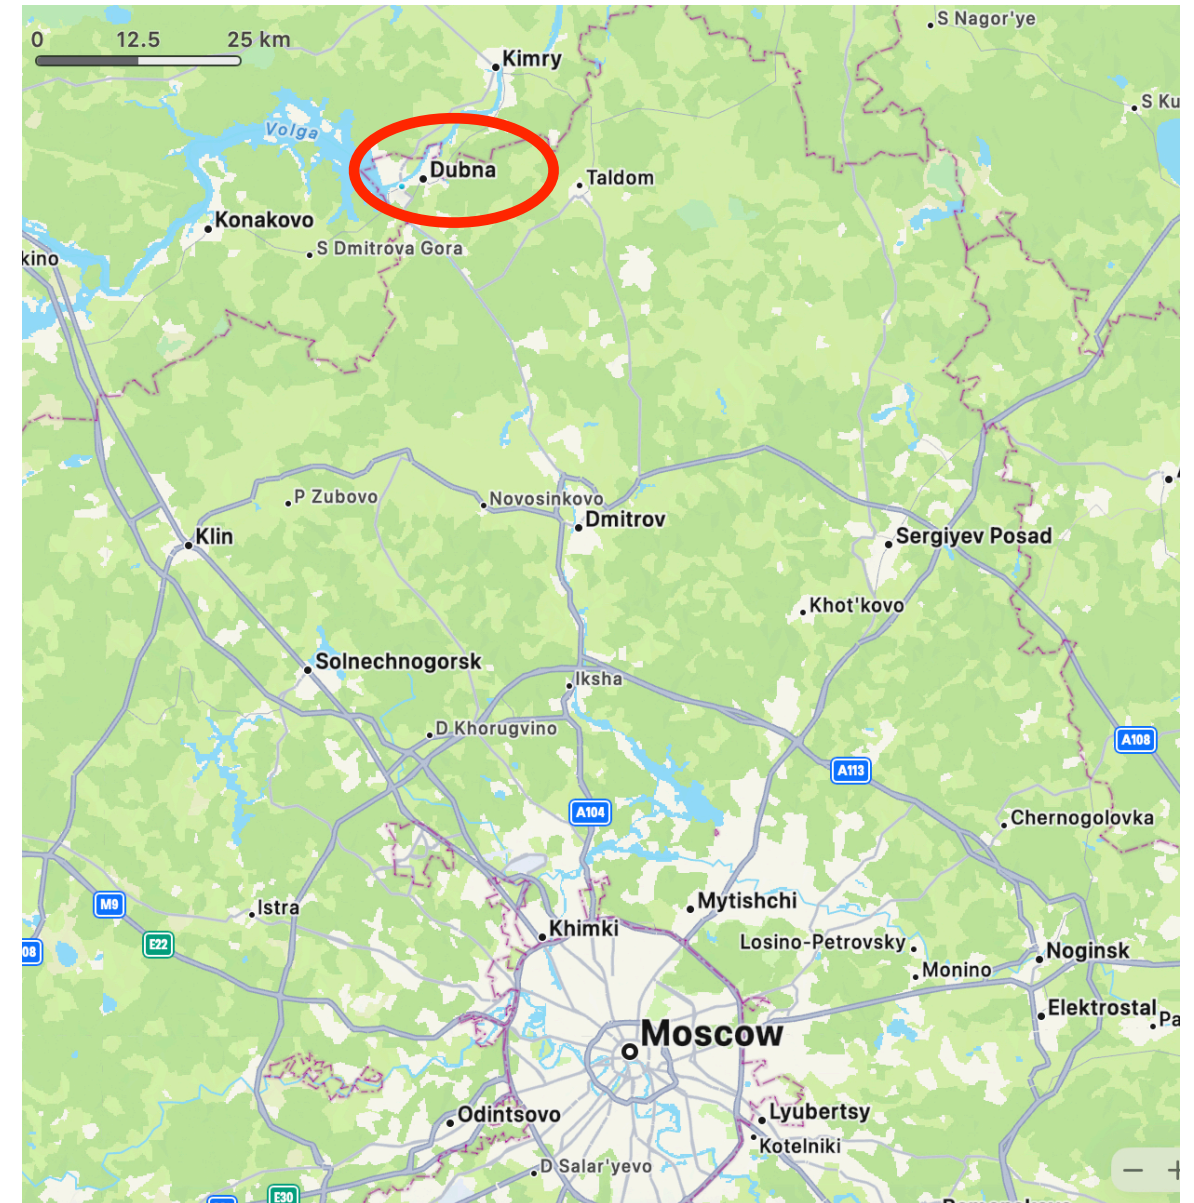 0 12.5 25 km
S Nagor'ye
Kimry
S Ku
Volga
Dubna
Taldom
Konakovo
S Dmitrova Gora
kino
P Zubovo
Novosinkovo
Dmitrov
Klin
Sergiyev Posad
Khot'kovo
Solnechnogorsk
Iksha
D Khorugvino
A108
A113
A104
Chernogolovka
M9
Istra
Mytishchi
Khimki
E22
08
Losino-Petrovsky
Noginsk
Monino
Elektrostal
Pa
Moscow
Odintsovo
Lyubertsy
Kotelniki
D Salar'yevo
E30